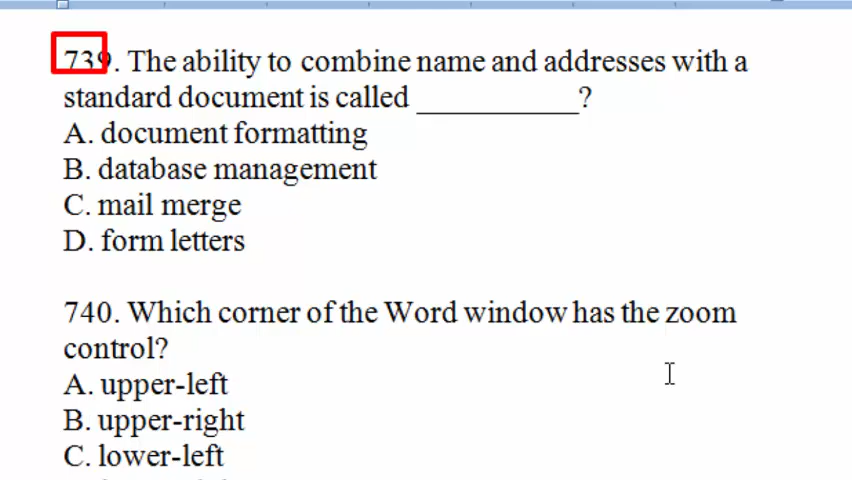 739. The ability to combine name and addresses with a
standard document is called ___________?
A. document formatting
B. database management
C. mail merge
D. form letters
740. Which corner of the Word window has the zoom
control?
A. upper-left
B. upper-right
C. lower-left